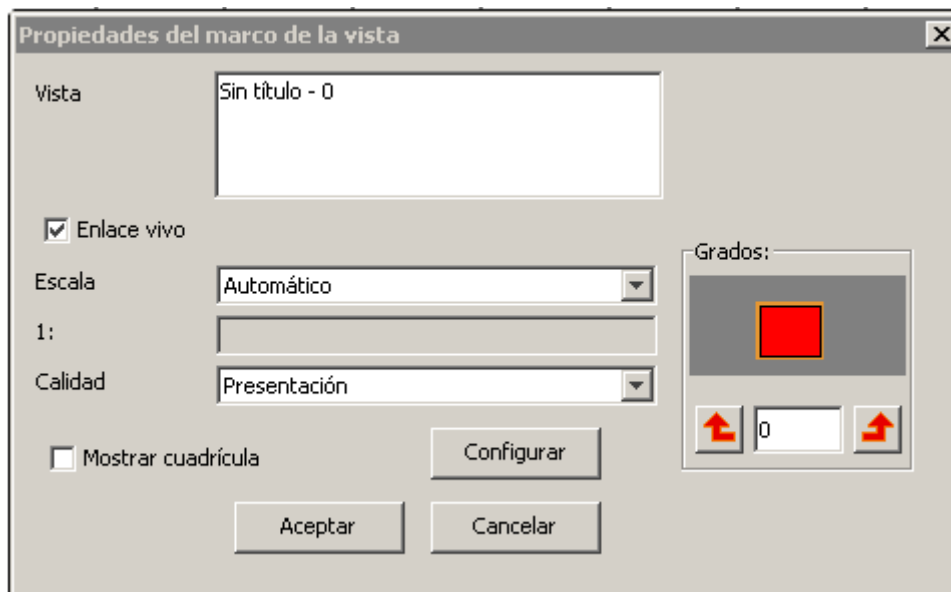 Propiedades del marco de la vista
Vista
Sin título - 0
Enlace vivo
Escala
Automático
1:
Calidad
Presentación
Mostrar cuadrícula
Configurar
Aceptar
Cancelar
Grados:
0